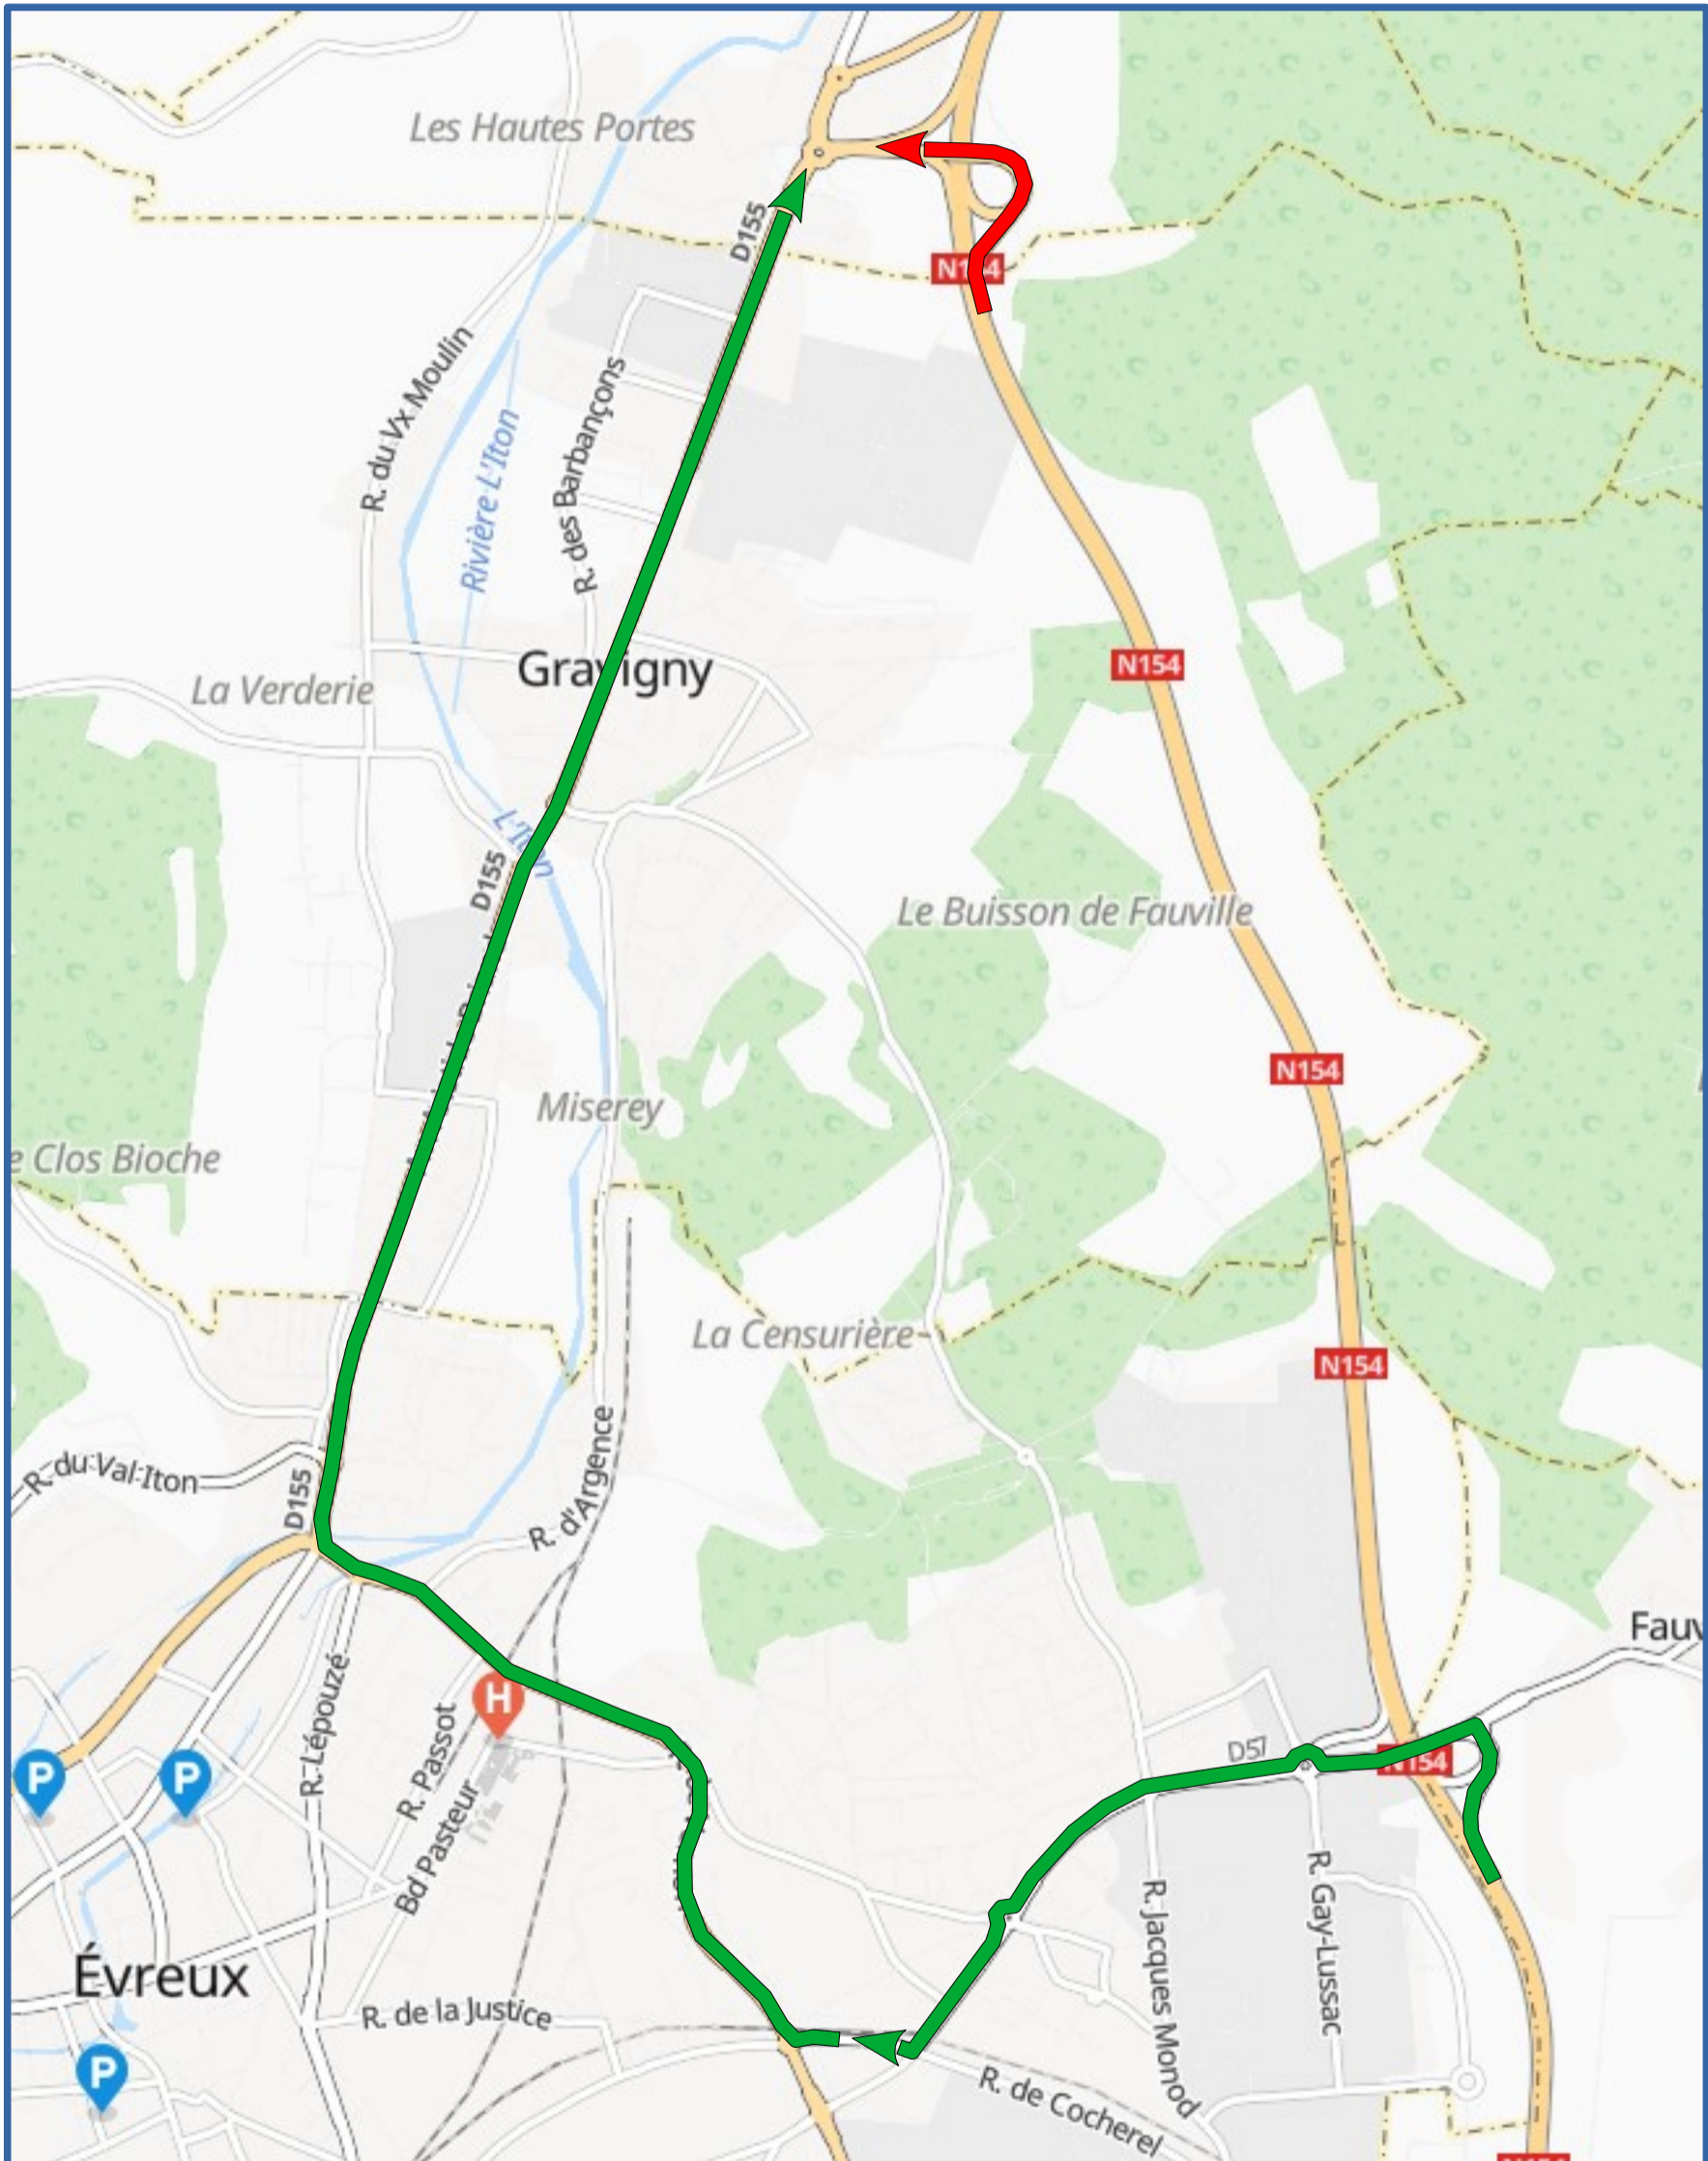 Les Hautes Portes
D155
N154
R. du Vx Moulin
R. des Barbançons
Rivière L'Iton
Gravigny
N154
La Verderie
L'Iton
D155
Le Buisson de Fauville
N154
Miserey
e Clos Bioche
La Censurière
N154
R. du Val Iton
D155
R. d'Argence
Fauv
H
R. Lépouzé
R. Passot
D57
N154
P
P
Bd Pasteur
R. Gay-Lussac
R. Jacques Monod
Évreux
R. de la Justice
P
R. de Cocherel